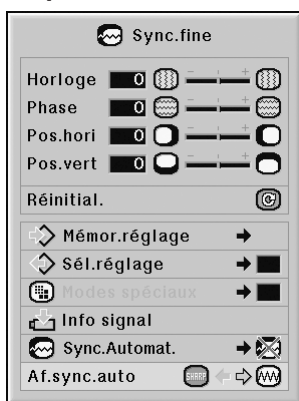 Sync.fine
Horloge 0 - +
Phase 0 - +
Pos.hori 0 - +
Pos.vert 0 - +
Réinitial.
Mémor.réglage
Sél.réglage
Modes spéciaux
Info signal
Sync.Automat.
Af.sync.auto SHARP